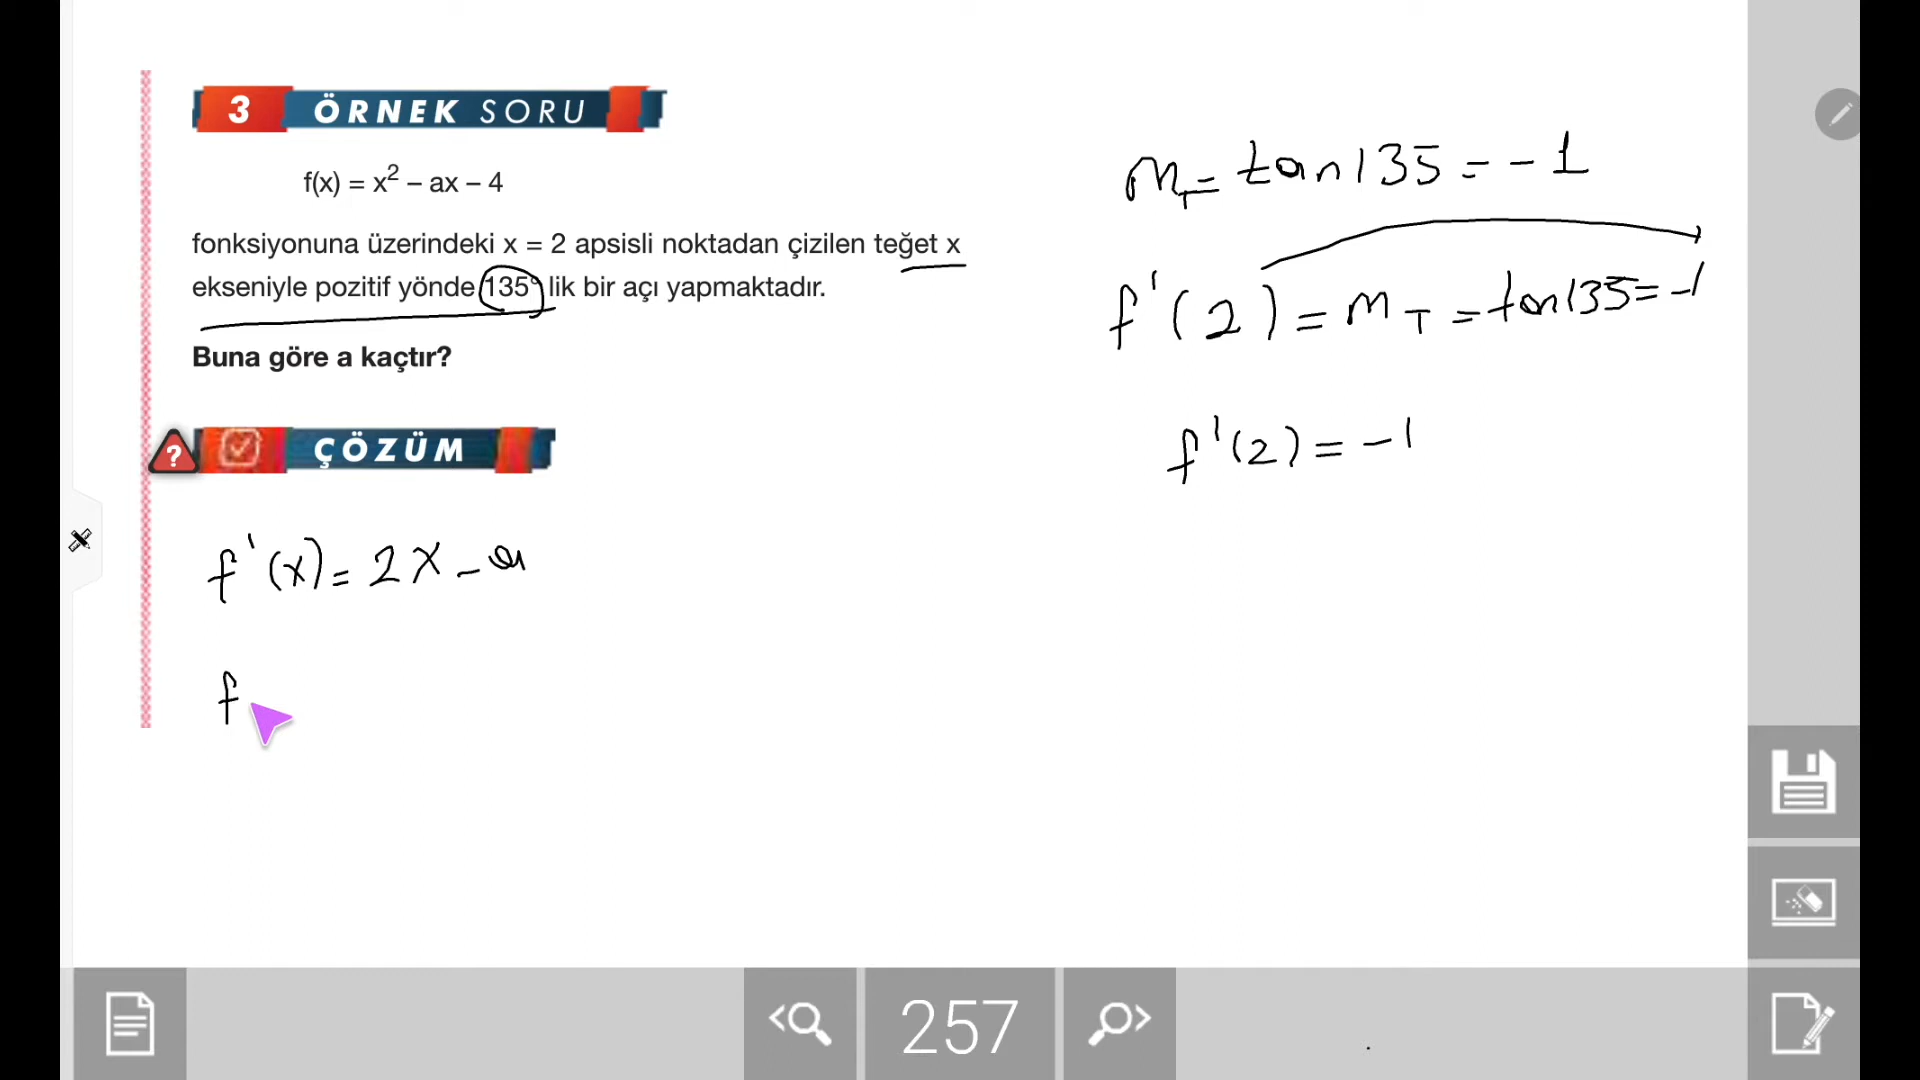 3 ÖRNEK SORU
f(x) = x² – ax – 4
fonksiyonuna üzerindeki x = 2 apsisli noktadan çizilen teğet x
ekseniyle pozitif yönde 135° lik bir açı yapmaktadır.
Buna göre a kaçtır?
? ÇÖZÜM
f'(x) = 2x - a
f
m_T = tan135 = -1
f'(2) = m_T = tan135 = -1
f'(2) = -1
257